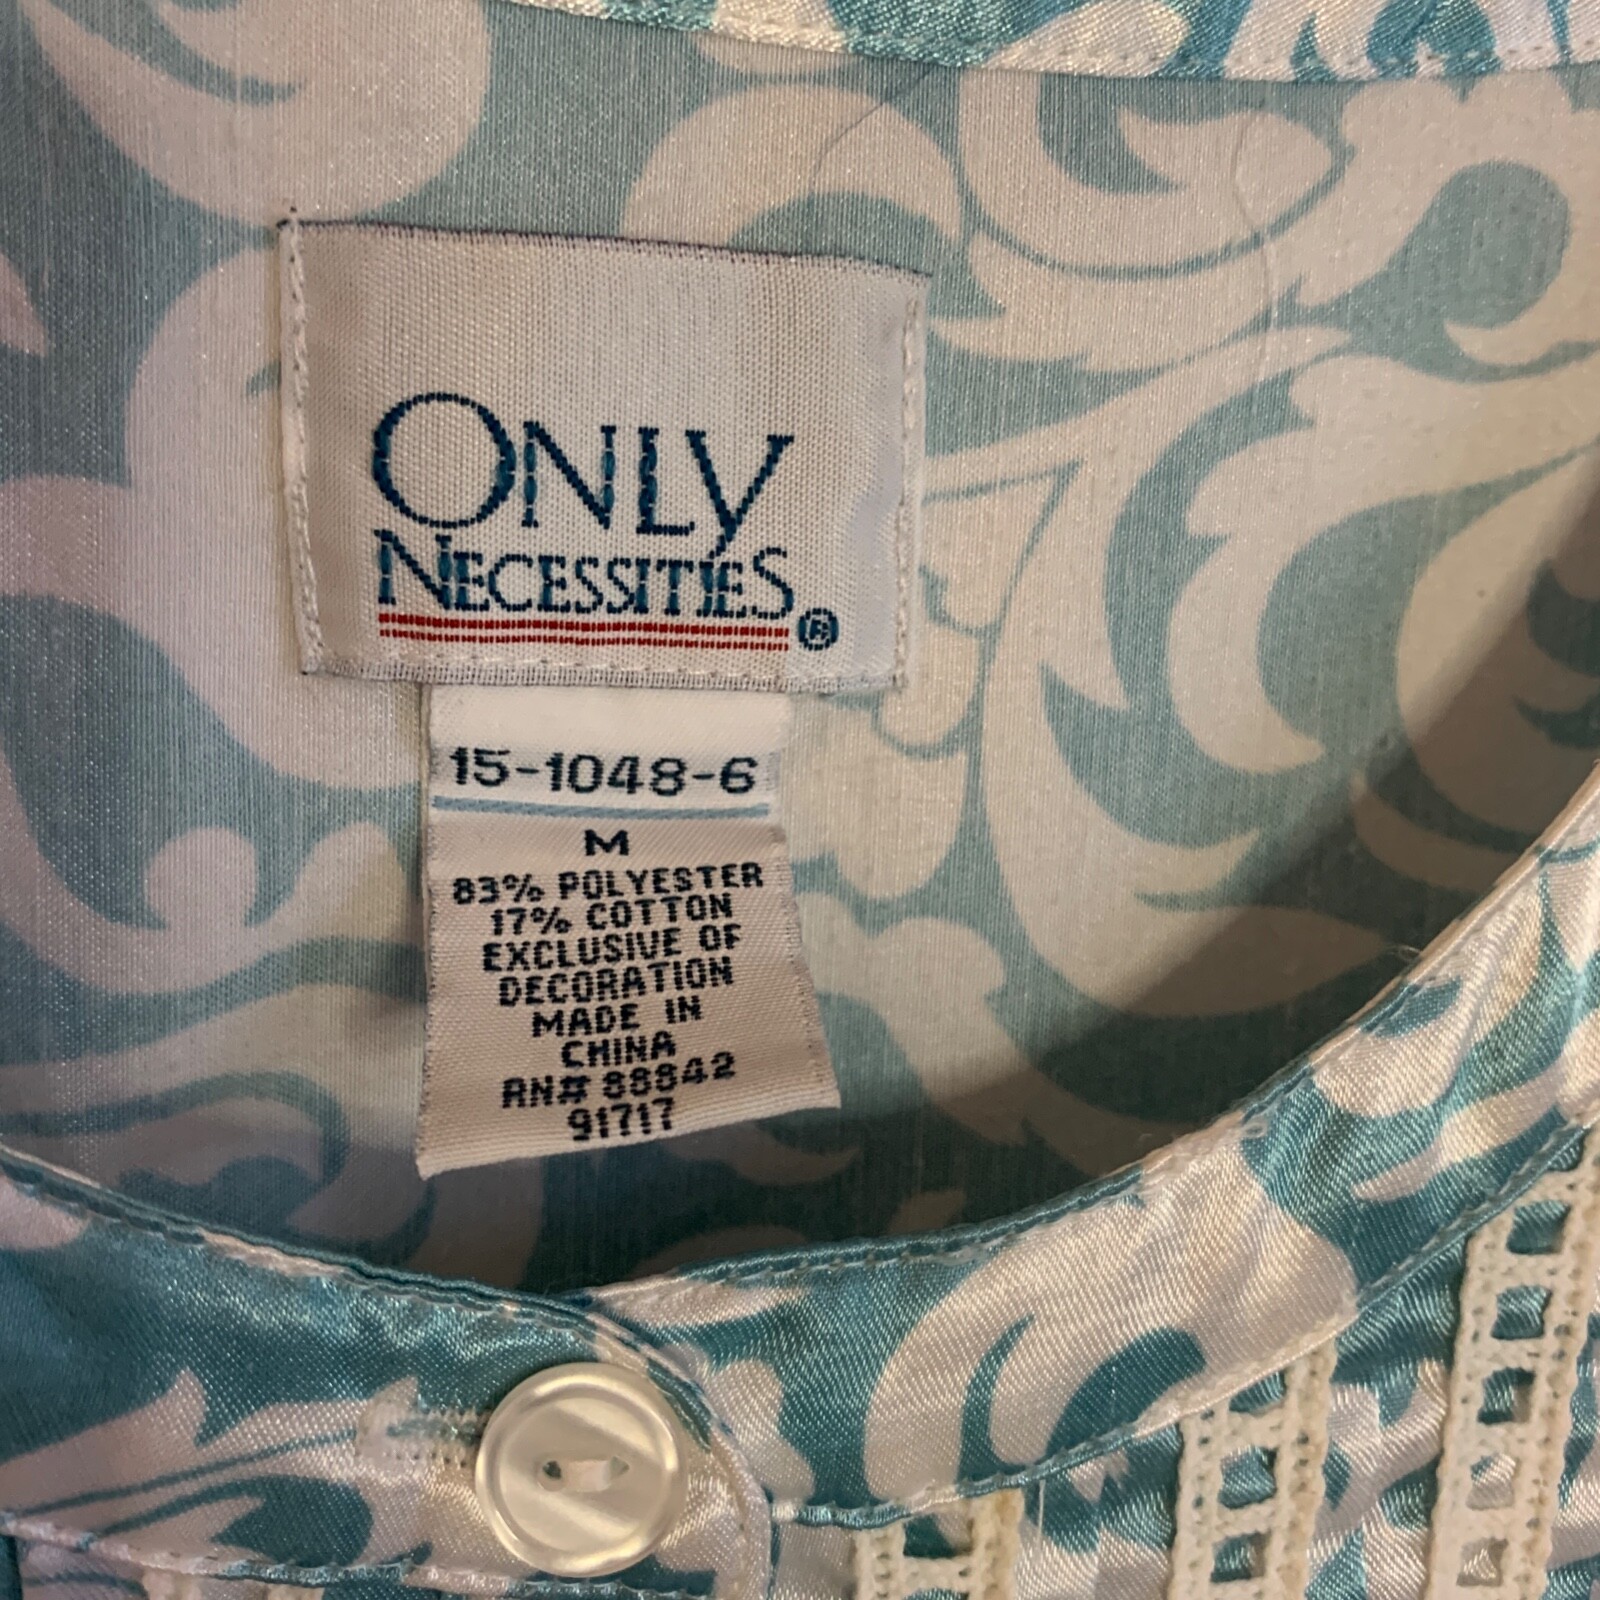 ONLY
NECESSITIES®
15-1048-6
M
83% POLYESTER
17% COTTON
EXCLUSIVE OF
DECORATION
MADE IN
CHINA
RN# 88842
91717